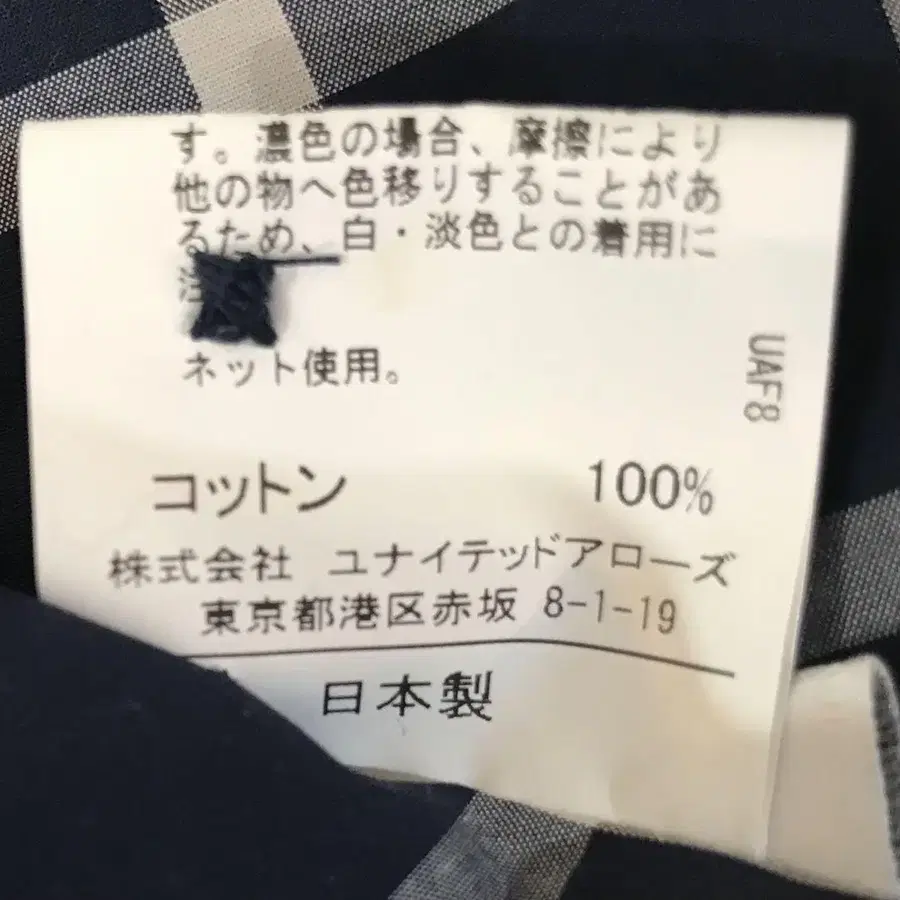 す。濃色の場合、摩擦により
他の物へ色移りすることがあ
るため、白・淡色との着用に
ネット使用。
コットン 100%
株式会社 ユナイテッドアローズ
東京都港区赤坂 8-1-19
日本製
UAF8